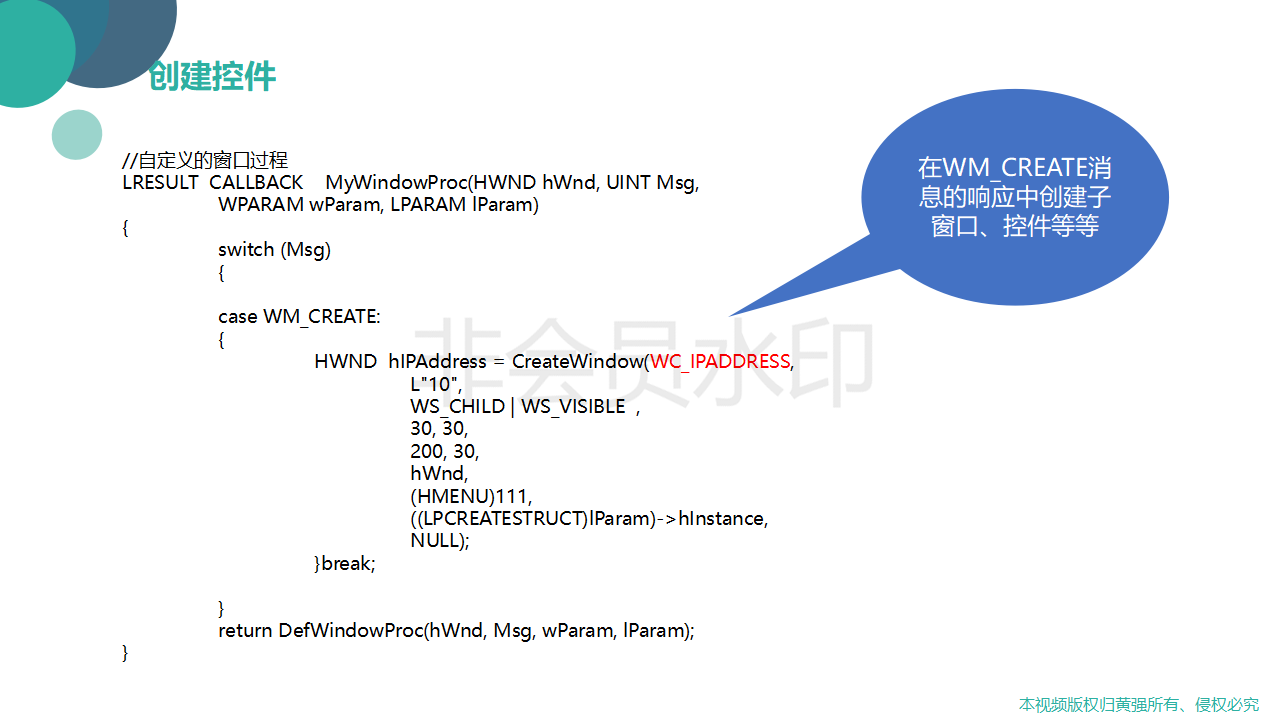 创建控件
//自定义的窗口过程
LRESULT  CALLBACK    MyWindowProc(HWND hWnd, UINT Msg,
WPARAM wParam, LPARAM lParam)
{
switch (Msg)
{
case WM_CREATE:
{
HWND  hIPAddress = CreateWindow(WC_IPADDRESS,
L"10",
WS_CHILD | WS_VISIBLE  ,
30, 30,
200, 30,
hWnd,
(HMENU)111,
((LPCREATESTRUCT)lParam)->hInstance,
NULL);
}break;
}
return DefWindowProc(hWnd, Msg, wParam, lParam);
}
在WM_CREATE消
息的响应中创建子
窗口、控件等等
非会员水印
本视频版权归黄强所有、侵权必究